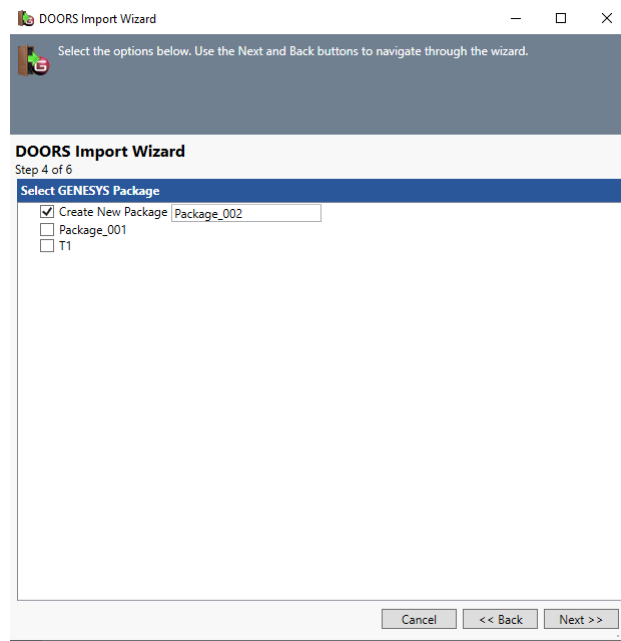 DOORS Import Wizard
Select the options below. Use the Next and Back buttons to navigate through the wizard.
DOORS Import Wizard
Step 4 of 6
Select GENESYS Package
Create New Package Package_002
Package_001
T1
Cancel << Back Next >>